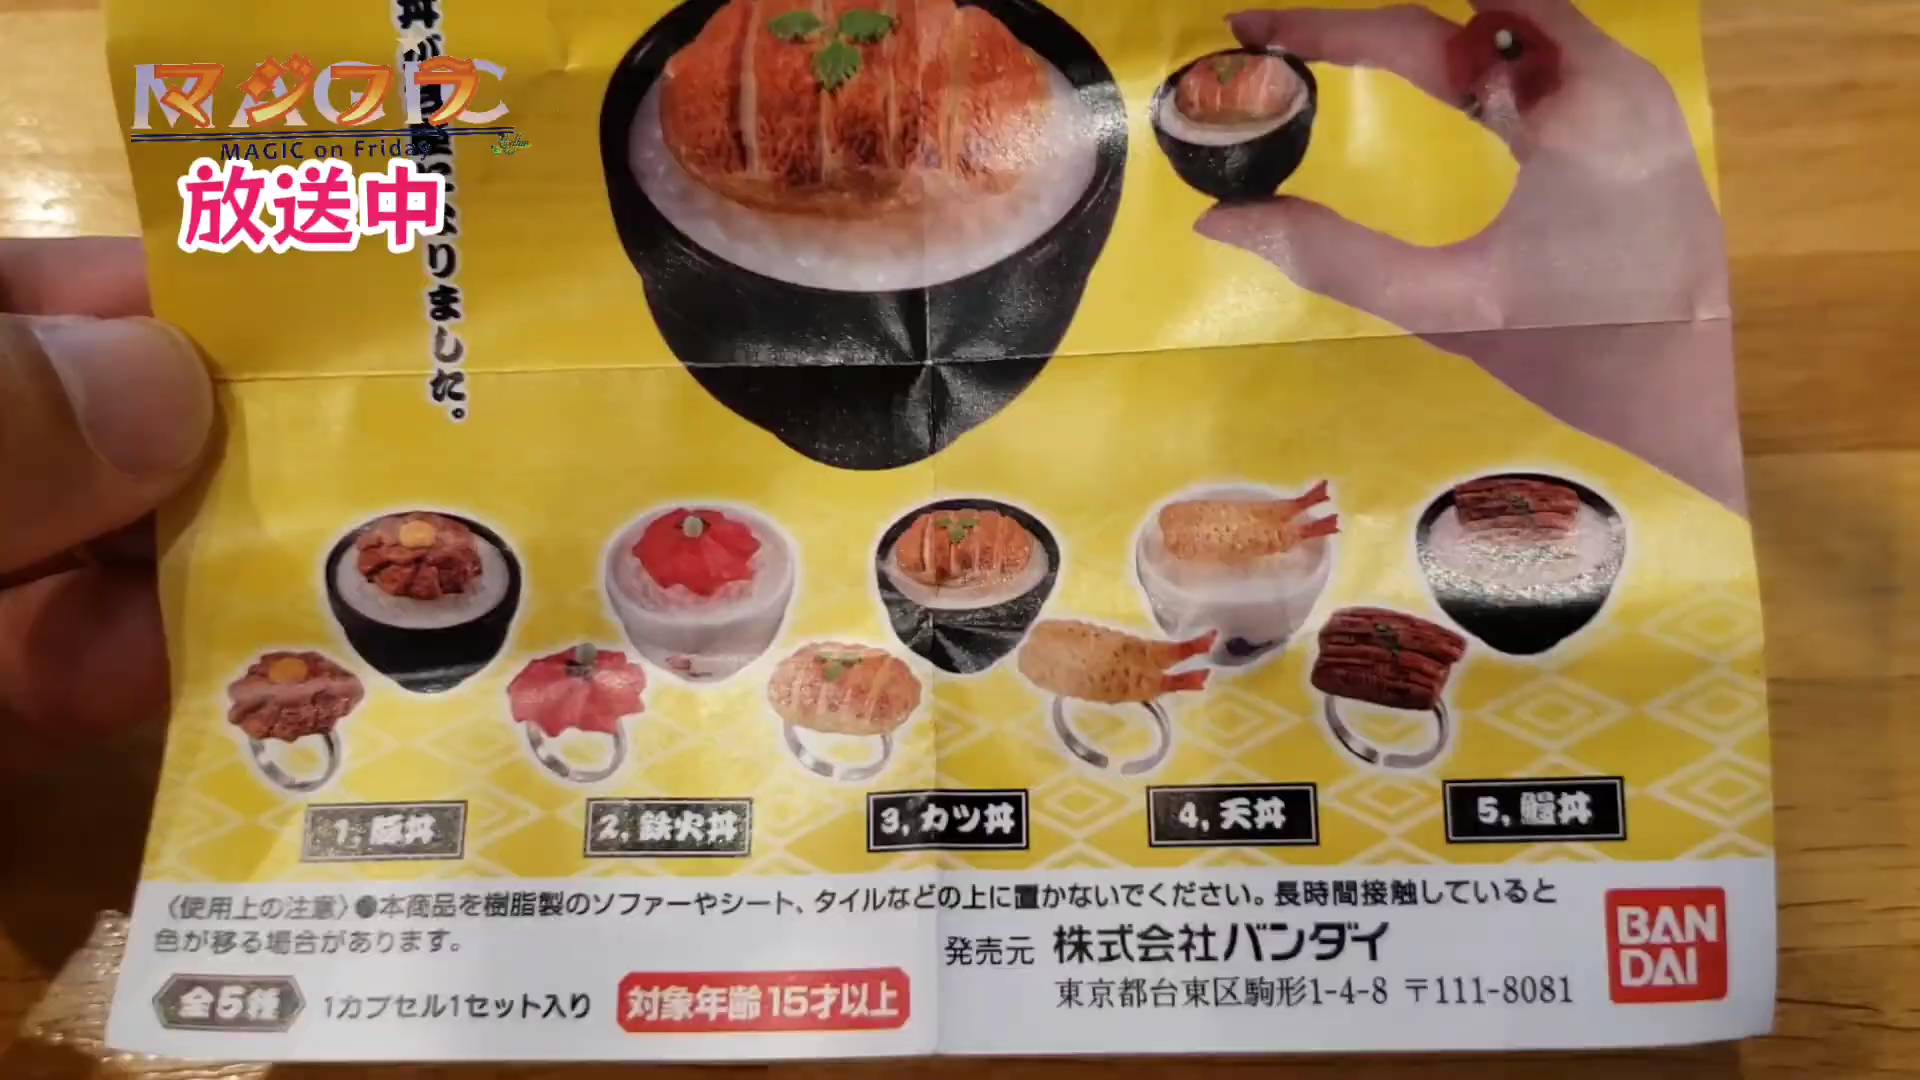 マジフラ
MAGIC
MAGIC on Friday
放送中
りました。
1, 豚丼
2, 鉄火丼
3, カツ丼
4, 天丼
5, 鰻丼
〈使用上の注意〉●本商品を樹脂製のソファーやシート、タイルなどの上に置かないでください。長時間接触していると
色が移る場合があります。
発売元 株式会社バンダイ
東京都台東区駒形1-4-8 〒111-8081
全5種 1カプセル1セット入り 対象年齢15才以上
BAN
DAI